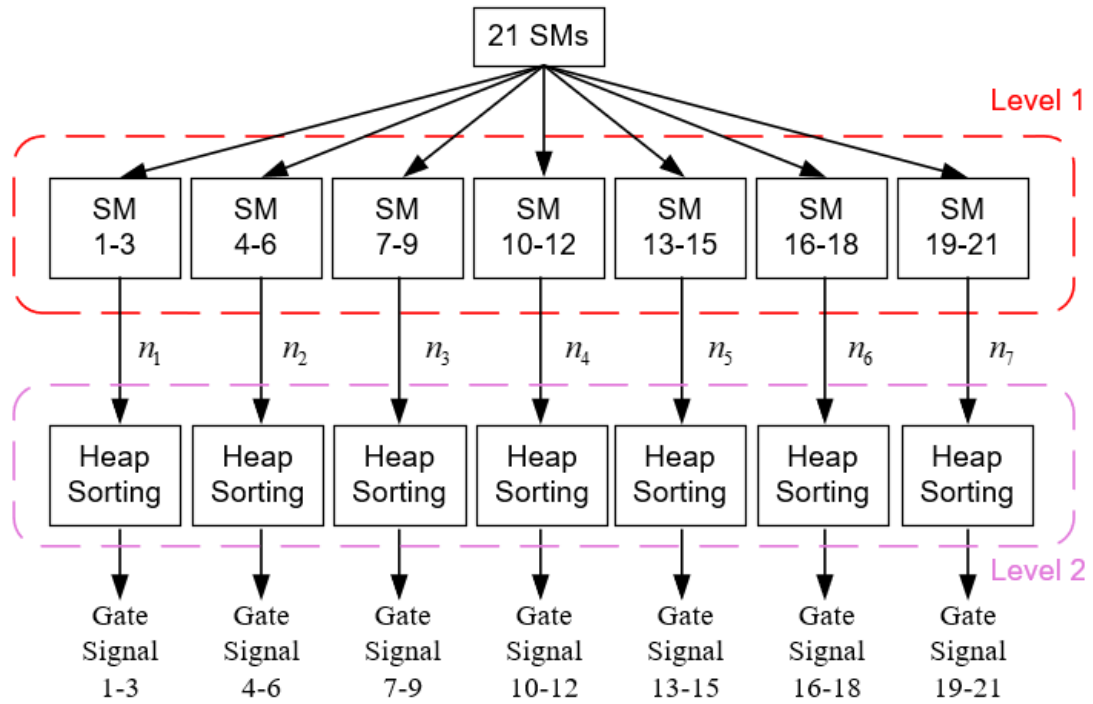 21 SMs
Level 1
SM
1-3
SM
4-6
SM
7-9
SM
10-12
SM
13-15
SM
16-18
SM
19-21
n₁
n₂
n₃
n₄
n₅
n₆
n₇
Heap
Sorting
Heap
Sorting
Heap
Sorting
Heap
Sorting
Heap
Sorting
Heap
Sorting
Heap
Sorting
Level 2
Gate
Signal
1-3
Gate
Signal
4-6
Gate
Signal
7-9
Gate
Signal
10-12
Gate
Signal
13-15
Gate
Signal
16-18
Gate
Signal
19-21